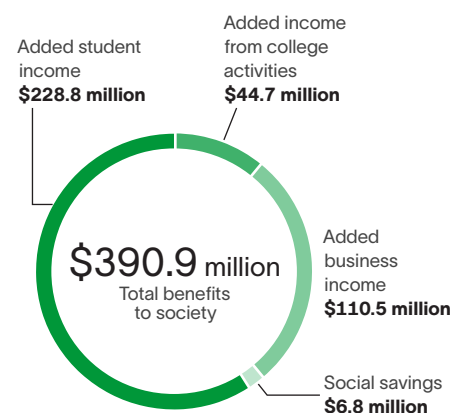 Added income
from college
activities
$44.7 million
Added student
income
$228.8 million
$390.9 million
Total benefits
to society
Added
business
income
$110.5 million
Social savings
$6.8 million